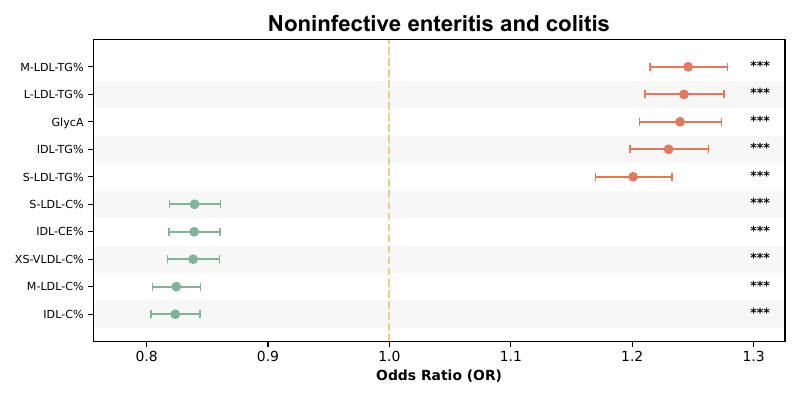 Noninfective enteritis and colitis
M-LDL-TG% ***
L-LDL-TG% ***
GlycA ***
IDL-TG% ***
S-LDL-TG% ***
S-LDL-C% ***
IDL-CE% ***
XS-VLDL-C% ***
M-LDL-C% ***
IDL-C% ***
0.8 0.9 1.0 1.1 1.2 1.3
Odds Ratio (OR)